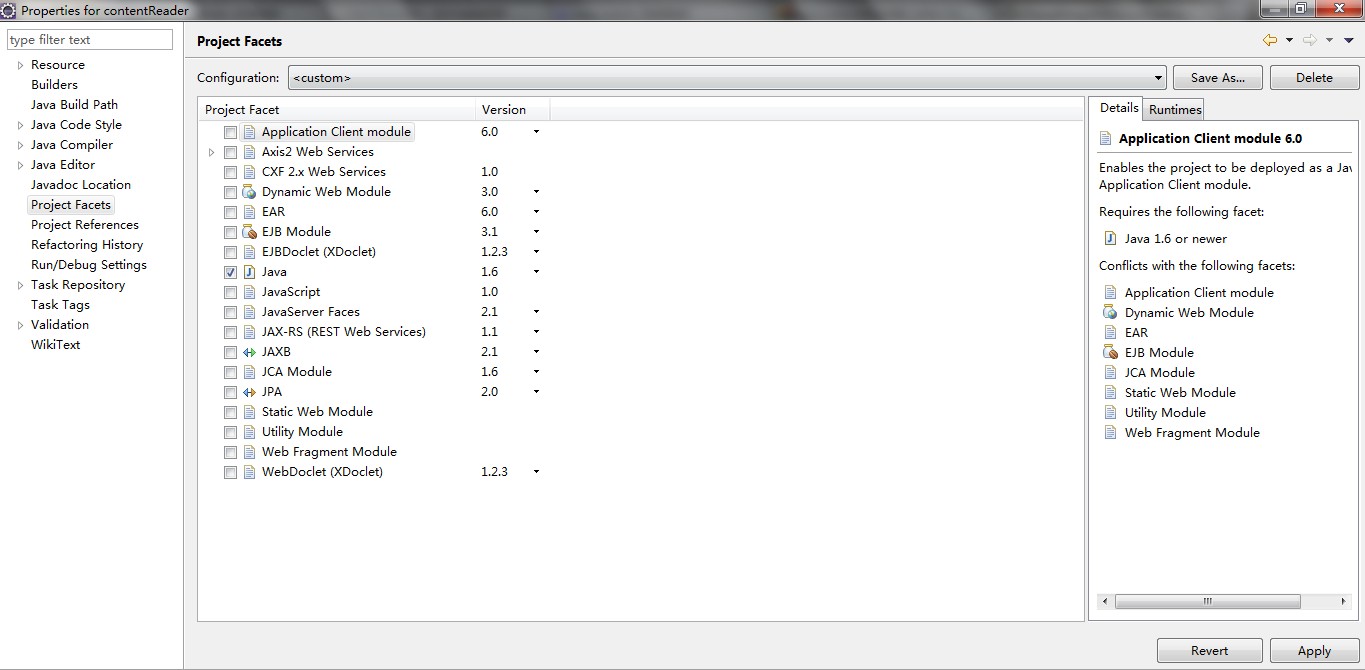 Properties for contentReader
type filter text
Resource
Builders
Java Build Path
Java Code Style
Java Compiler
Java Editor
Javadoc Location
Project Facets
Project References
Refactoring History
Run/Debug Settings
Task Repository
Task Tags
Validation
WikiText
Project Facets
Configuration: <custom> Save As... Delete
Project Facet Version
Application Client module 6.0
Axis2 Web Services
CXF 2.x Web Services 1.0
Dynamic Web Module 3.0
EAR 6.0
EJB Module 3.1
EJBDoclet (XDoclet) 1.2.3
Java 1.6
JavaScript 1.0
JavaServer Faces 2.1
JAX-RS (REST Web Services) 1.1
JAXB 2.1
JCA Module 1.6
JPA 2.0
Static Web Module
Utility Module
Web Fragment Module
WebDoclet (XDoclet) 1.2.3
Details Runtimes
Application Client module 6.0
Enables the project to be deployed as a Jav
Application Client module.
Requires the following facet:
Java 1.6 or newer
Conflicts with the following facets:
Application Client module
Dynamic Web Module
EAR
EJB Module
JCA Module
Static Web Module
Utility Module
Web Fragment Module
Revert Apply